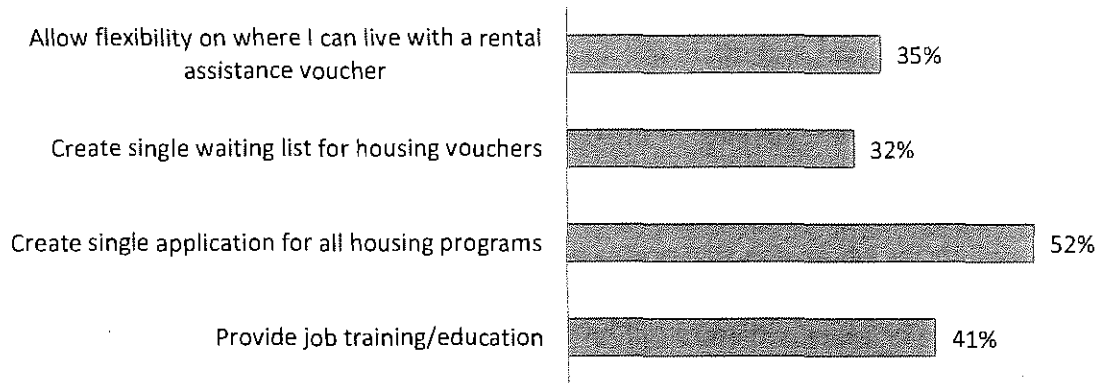 Allow flexibility on where I can live with a rental
assistance voucher
35%
Create single waiting list for housing vouchers
32%
Create single application for all housing programs
52%
Provide job training/education
41%